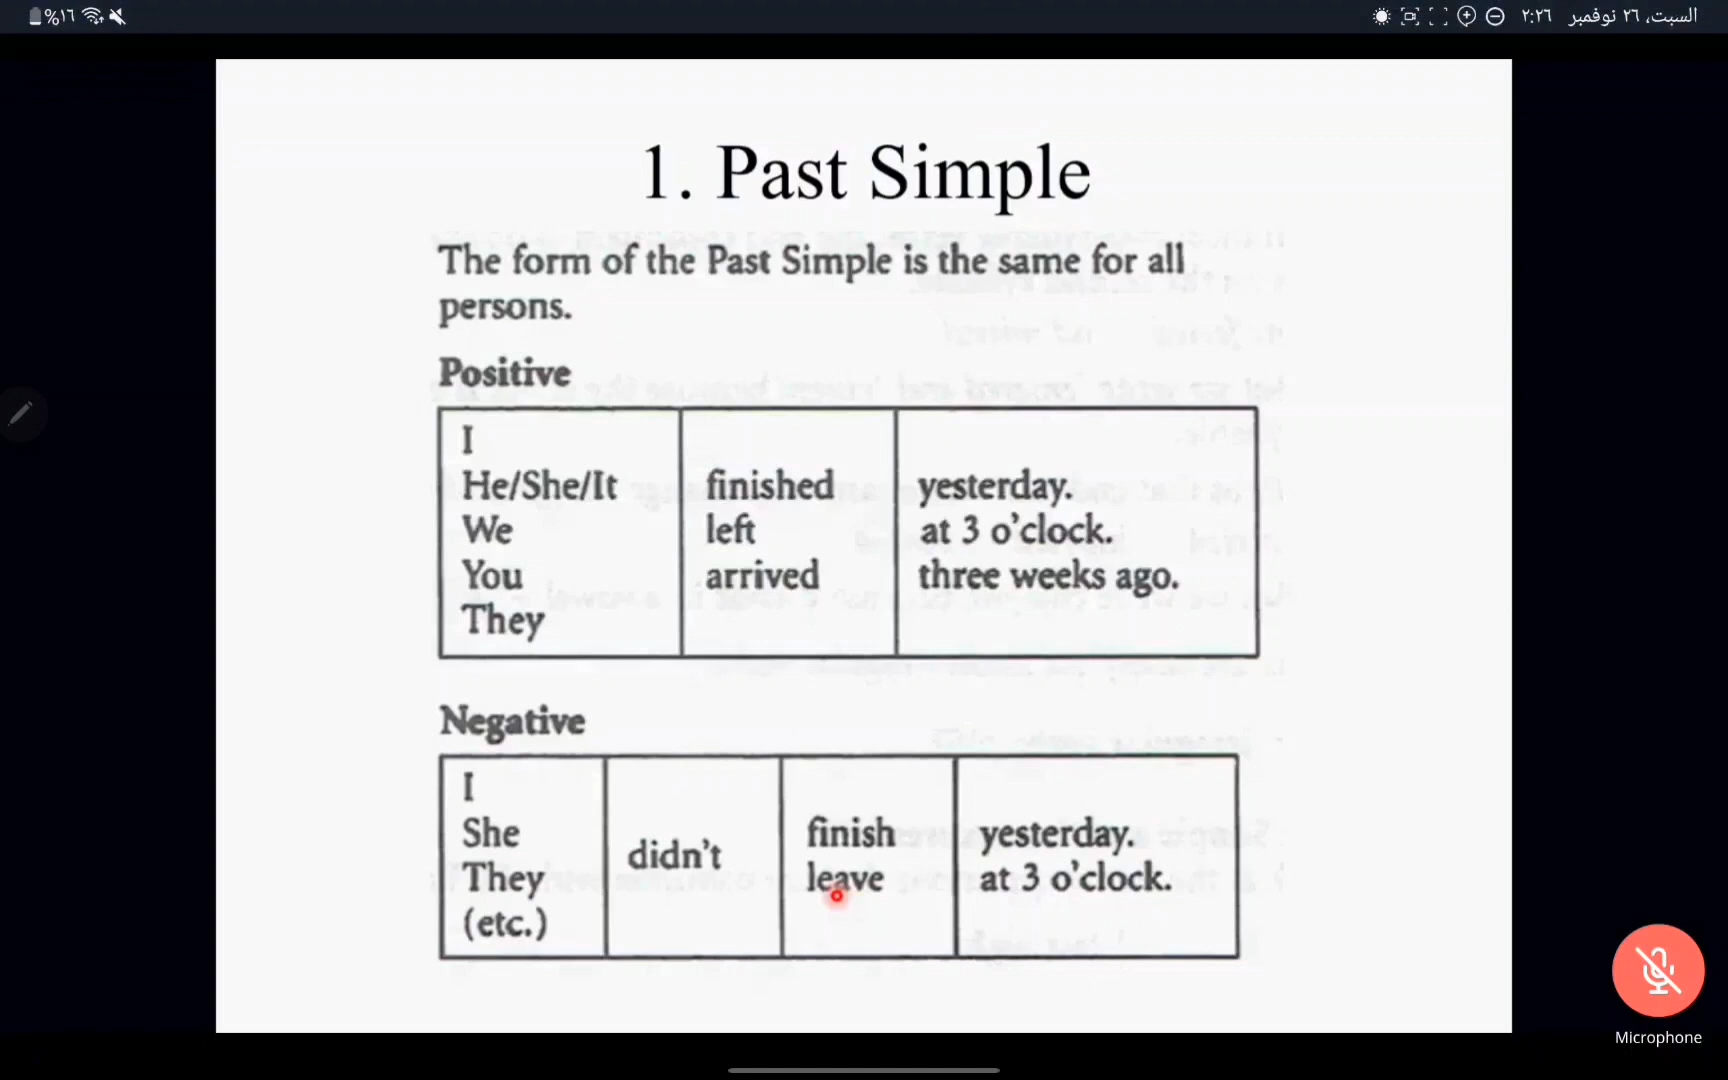 %١٦
السبت، ٢٦ نوفمبر ٢:٢٦
1. Past Simple
The form of the Past Simple is the same for all
persons.
Positive
I
He/She/It finished yesterday.
We left at 3 o'clock.
You arrived three weeks ago.
They
Negative
I
She finish yesterday.
didn't
They leave at 3 o'clock.
(etc.)
Microphone